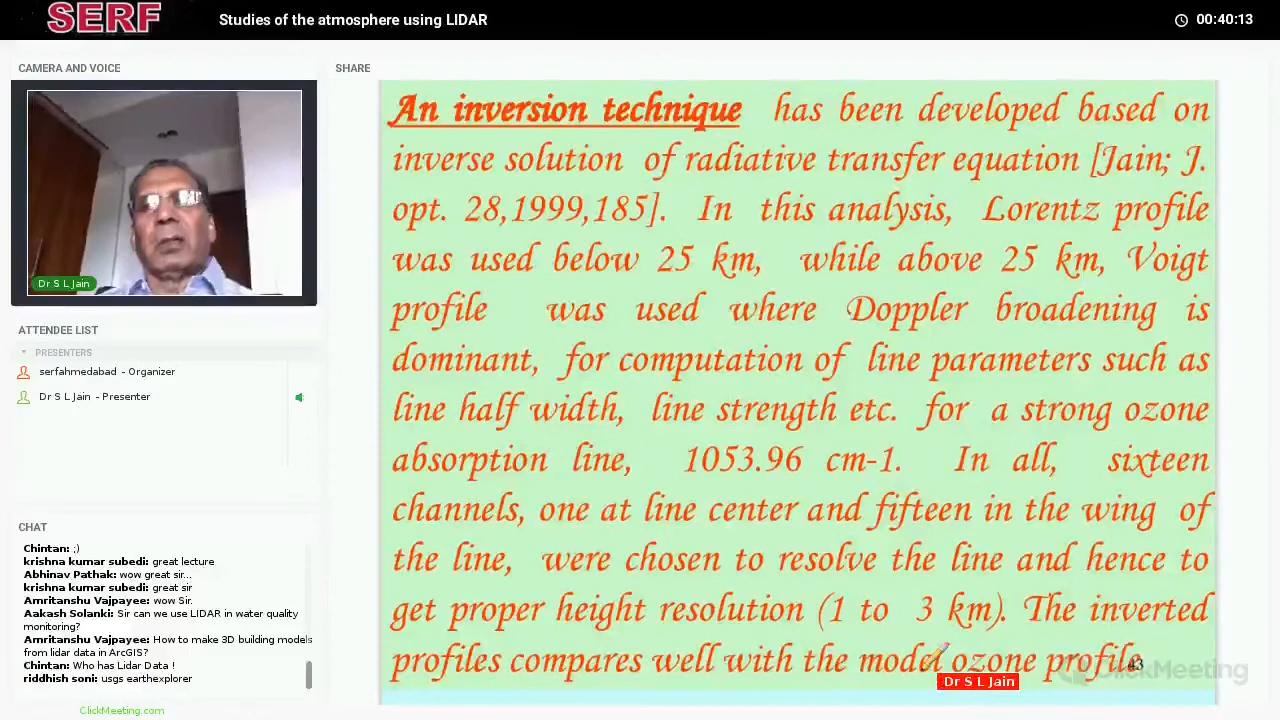 SERF
Studies of the atmosphere using LIDAR
00:40:13
CAMERA AND VOICE
SHARE
Dr S L Jain
ATTENDEE LIST
PRESENTERS
serfahmedabad - Organizer
Dr S L Jain - Presenter
CHAT
Chintan: ;)
krishna kumar subedi: great lecture
Abhinav Pathak: wow great sir...
krishna kumar subedi: great sir
Amritanshu Vajpayee: wow Sir.
Aakash Solanki: Sir can we use LIDAR in water quality
monitoring?
Amritanshu Vajpayee: How to make 3D building models
from lidar data in ArcGIS?
Chintan: Who has Lidar Data !
riddhish soni: usgs earthexplorer
ClickMeeting.com
An inversion technique has been developed based on
inverse solution of radiative transfer equation [Jain; J.
opt. 28,1999,185]. In this analysis, Lorentz profile
was used below 25 km, while above 25 km, Voigt
profile was used where Doppler broadening is
dominant, for computation of line parameters such as
line half width, line strength etc. for a strong ozone
absorption line, 1053.96 cm-1. In all, sixteen
channels, one at line center and fifteen in the wing of
the line, were chosen to resolve the line and hence to
get proper height resolution (1 to 3 km). The inverted
profiles compares well with the model ozone profile
43
ClickMeeting
Dr S L Jain